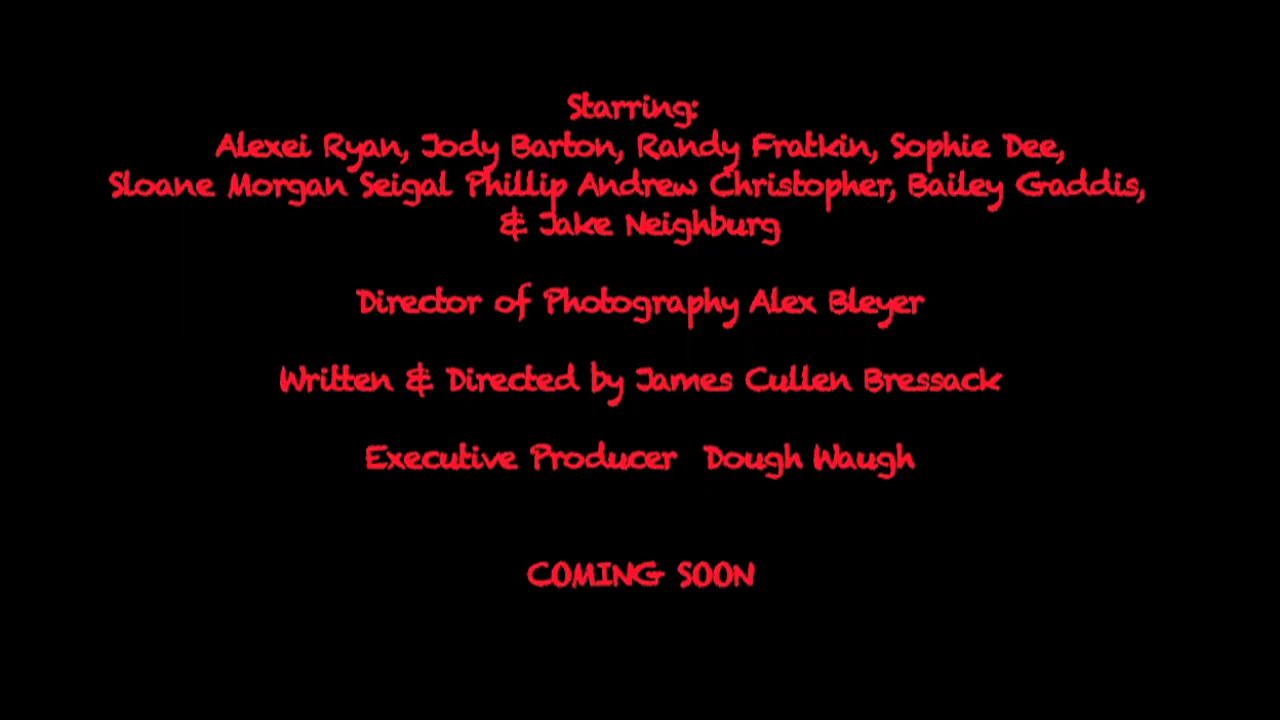 Starring:
Alexei Ryan, Jody Barton, Randy Fratkin, Sophie Dee,
Sloane Morgan Seigal Phillip Andrew Christopher, Bailey Gaddis,
& Jake Neighburg
Director of Photography Alex Bleyer
Written & Directed by James Cullen Bressack
Executive Producer Dough Waugh
COMING SOON